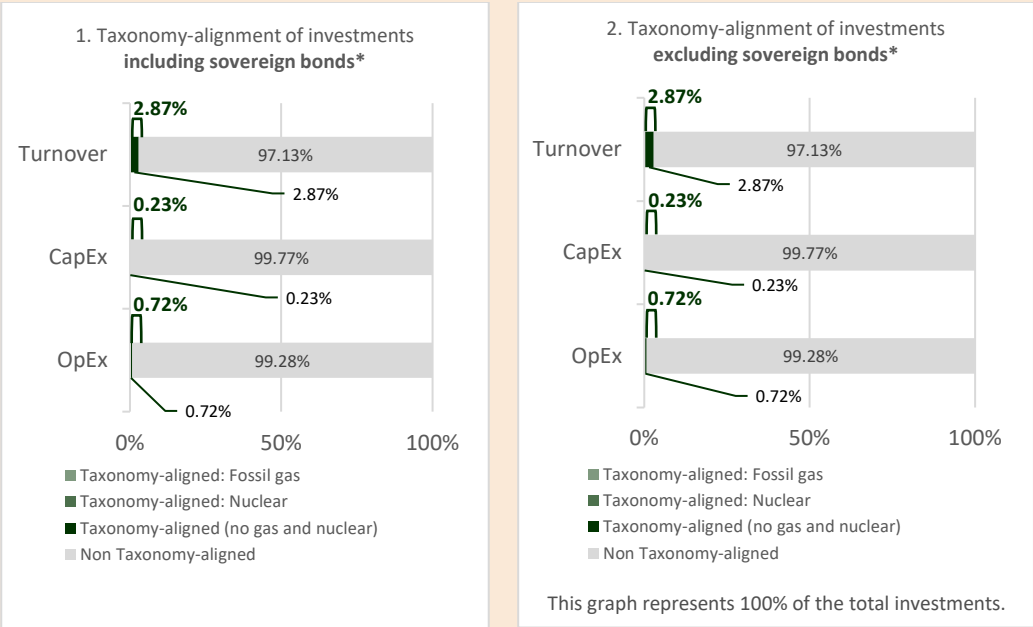 1. Taxonomy-alignment of investments
including sovereign bonds*
2.87%
Turnover
97.13%
2.87%
0.23%
CapEx
99.77%
0.23%
0.72%
OpEx
99.28%
0.72%
0% 50% 100%
Taxonomy-aligned: Fossil gas
Taxonomy-aligned: Nuclear
Taxonomy-aligned (no gas and nuclear)
Non Taxonomy-aligned
2. Taxonomy-alignment of investments
excluding sovereign bonds*
2.87%
Turnover
97.13%
2.87%
0.23%
CapEx
99.77%
0.23%
0.72%
OpEx
99.28%
0.72%
0% 50% 100%
Taxonomy-aligned: Fossil gas
Taxonomy-aligned: Nuclear
Taxonomy-aligned (no gas and nuclear)
Non Taxonomy-aligned
This graph represents 100% of the total investments.